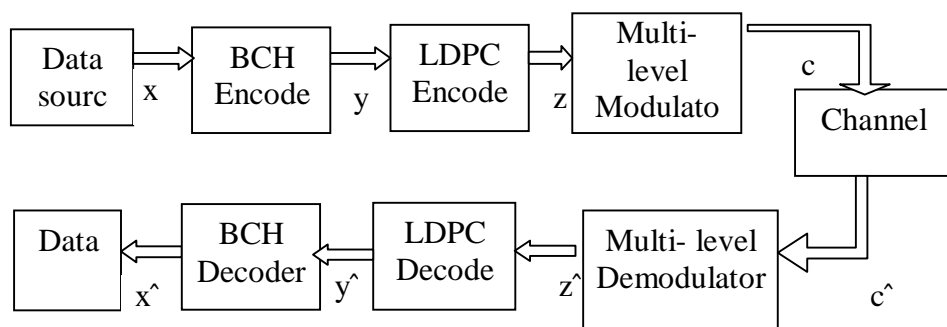 Data
sourc
x
BCH
Encode
y
LDPC
Encode
z
Multi-
level
Modulato
c
Channel
Data
x^
BCH
Decoder
y^
LDPC
Decode
z^
Multi- level
Demodulator
c^